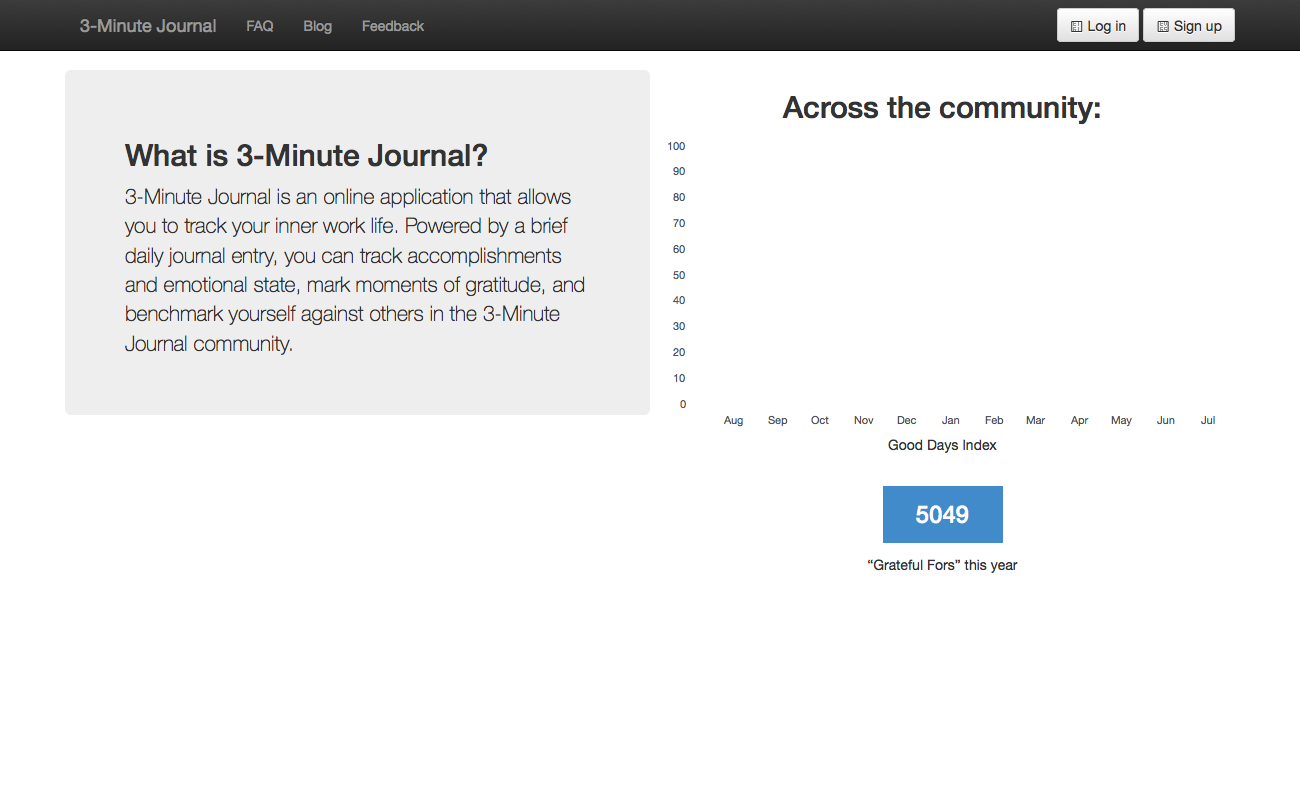 3-Minute Journal FAQ Blog Feedback Log in Sign up
What is 3-Minute Journal?
3-Minute Journal is an online application that allows
you to track your inner work life. Powered by a brief
daily journal entry, you can track accomplishments
and emotional state, mark moments of gratitude, and
benchmark yourself against others in the 3-Minute
Journal community.
Across the community:
100
90
80
70
60
50
40
30
20
10
0
Aug Sep Oct Nov Dec Jan Feb Mar Apr May Jun Jul
Good Days Index
5049
“Grateful Fors” this year